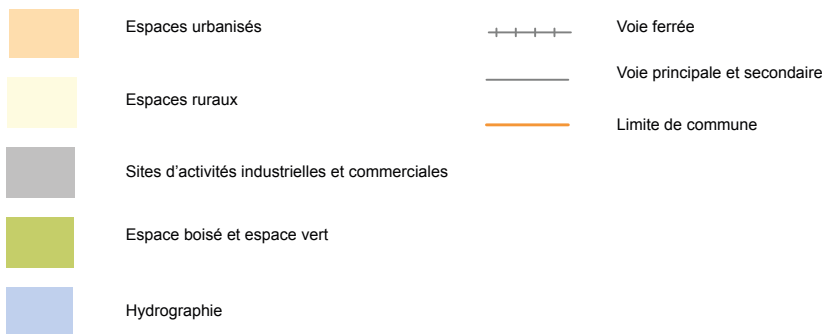 Espaces urbanisés
Espaces ruraux
Sites d'activités industrielles et commerciales
Espace boisé et espace vert
Hydrographie
Voie ferrée
Voie principale et secondaire
Limite de commune